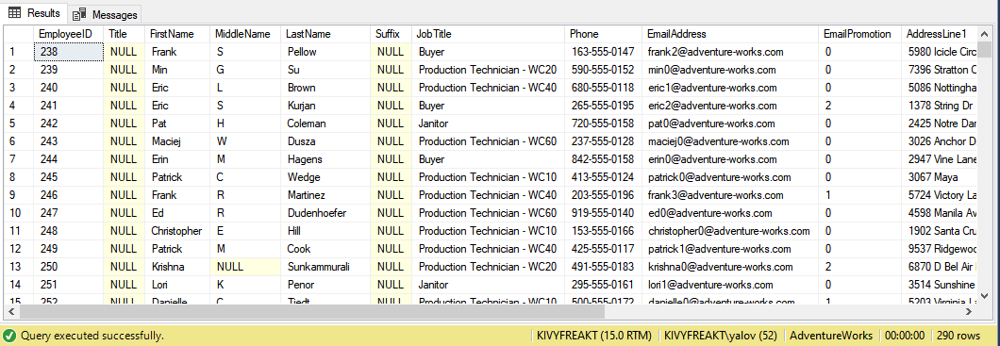 Results Messages
EmployeeID Title FirstName MiddleName LastName Suffix JobTitle Phone EmailAddress EmailPromotion AddressLine1
1 238 NULL Frank S Pellow NULL Buyer 163-555-0147 frank2@adventure-works.com 0 5980 Icicle Circ
2 239 NULL Min G Su NULL Production Technician - WC20 590-555-0152 min0@adventure-works.com 0 7396 Stratton C
3 240 NULL Eric L Brown NULL Production Technician - WC40 680-555-0118 eric1@adventure-works.com 0 5086 Nottingha
4 241 NULL Eric S Kurjan NULL Buyer 265-555-0195 eric2@adventure-works.com 2 1378 String Dr
5 242 NULL Pat H Coleman NULL Janitor 720-555-0158 pat0@adventure-works.com 0 2425 Notre Dan
6 243 NULL Maciej W Dusza NULL Production Technician - WC60 237-555-0128 maciej0@adventure-works.com 0 3026 Anchor D
7 244 NULL Erin M Hagens NULL Buyer 842-555-0158 erin0@adventure-works.com 0 2947 Vine Lane
8 245 NULL Patrick C Wedge NULL Production Technician - WC10 413-555-0124 patrick0@adventure-works.com 0 3067 Maya
9 246 NULL Frank R Martinez NULL Production Technician - WC40 203-555-0196 frank3@adventure-works.com 1 5724 Victory La
10 247 NULL Ed R Dudenhoefer NULL Production Technician - WC60 919-555-0140 ed0@adventure-works.com 0 4598 Manila Av
11 248 NULL Christopher E Hill NULL Production Technician - WC10 153-555-0166 christopher0@adventure-works.com 0 1902 Santa Cru
12 249 NULL Patrick M Cook NULL Production Technician - WC40 425-555-0117 patrick1@adventure-works.com 0 9537 Ridgewoo
13 250 NULL Krishna NULL Sunkammurali NULL Production Technician - WC20 491-555-0183 krishna0@adventure-works.com 2 6870 D Bel Air
14 251 NULL Lori K Penor NULL Janitor 295-555-0161 lori1@adventure-works.com 0 3514 Sunshine
15 252 NULL Danielle C Tiedt NULL Production Technician - WC10 500-555-0172 danielle0@adventure-works.com 1 5203 Virginia La
Query executed successfully. KIVYFREAKT (15.0 RTM) KIVYFREAKT\yalov (52) AdventureWorks 00:00:00 290 rows